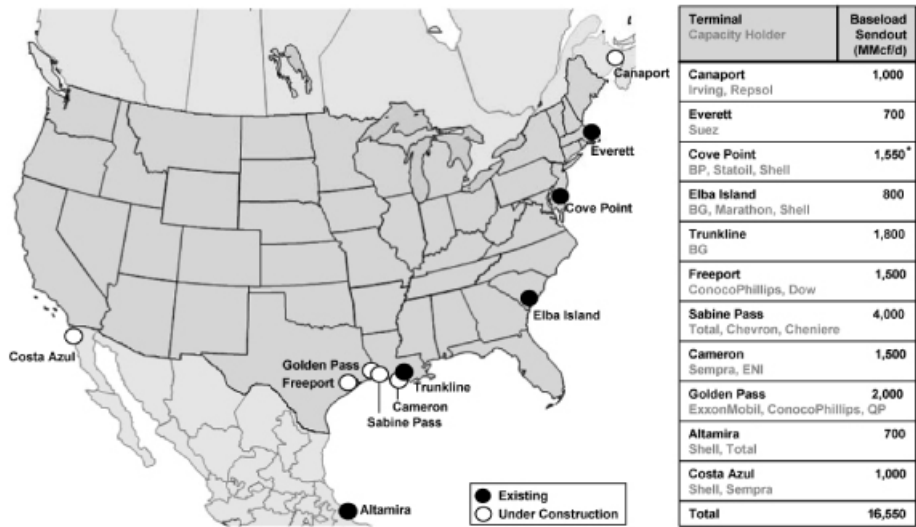 Canaport
Everett
Cove Point
Elba Island
Costa Azul
Golden Pass
Freeport
Trunkline
Cameron
Sabine Pass
Altamira
Existing
Under Construction
Terminal Baseload
Capacity Holder Sendout
(MMcf/d)
Canaport 1,000
Irving, Repsol
Everett 700
Suez
Cove Point 1,550*
BP, Statoil, Shell
Elba Island 800
BG, Marathon, Shell
Trunkline 1,800
BG
Freeport 1,500
ConocoPhillips, Dow
Sabine Pass 4,000
Total, Chevron, Cheniere
Cameron 1,500
Sempra, ENI
Golden Pass 2,000
ExxonMobil, ConocoPhillips, QP
Altamira 700
Shell, Total
Costa Azul 1,000
Shell, Sempra
Total 16,550